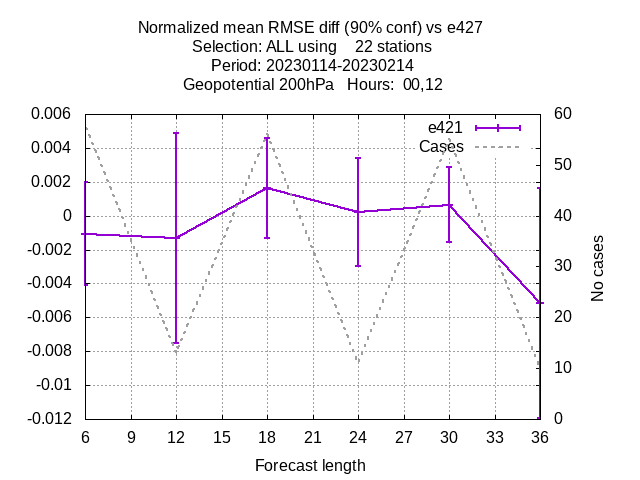 Normalized mean RMSE diff (90% conf) vs e427
Selection: ALL using    22 stations
Period: 20230114-20230214
Geopotential 200hPa   Hours:  00,12
e421
Cases
0.006
0.004
0.002
0
-0.002
-0.004
-0.006
-0.008
-0.01
-0.012
60
50
40
30
20
10
0
No cases
6 9 12 15 18 21 24 27 30 33 36
Forecast length